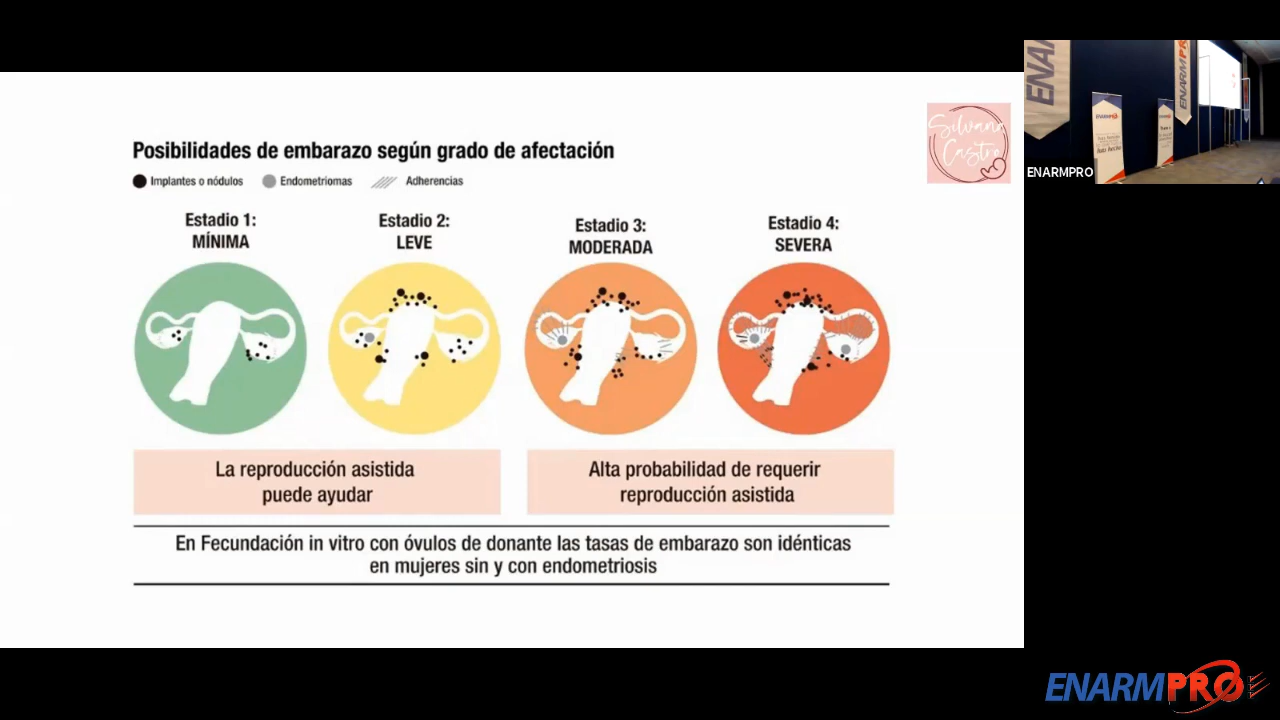 Posibilidades de embarazo según grado de afectación
Implantes o nódulos
Endometriomas
Adherencias
Estadio 1:
MÍNIMA
Estadio 2:
LEVE
Estadio 3:
MODERADA
Estadio 4:
SEVERA
La reproducción asistida
puede ayudar
Alta probabilidad de requerir
reproducción asistida
En Fecundación in vitro con óvulos de donante las tasas de embarazo son idénticas
en mujeres sin y con endometriosis
Silvana
Castro
ENA
ENARMPR
ENARMPRO
ENARMPRO
ENARMPRO